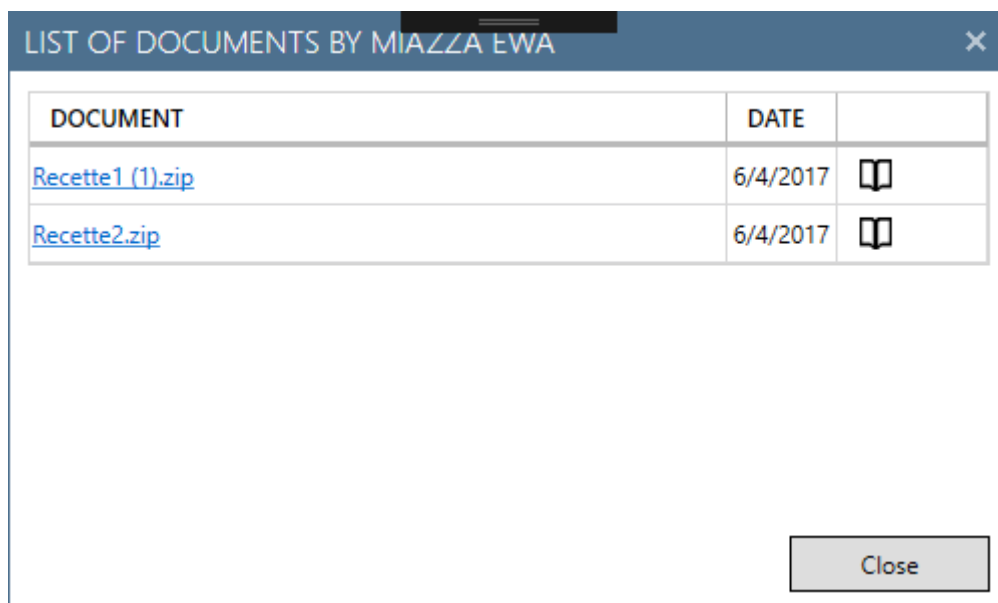 LIST OF DOCUMENTS BY MIAZZA EWA
DOCUMENT DATE
Recette1 (1).zip 6/4/2017
Recette2.zip 6/4/2017
Close